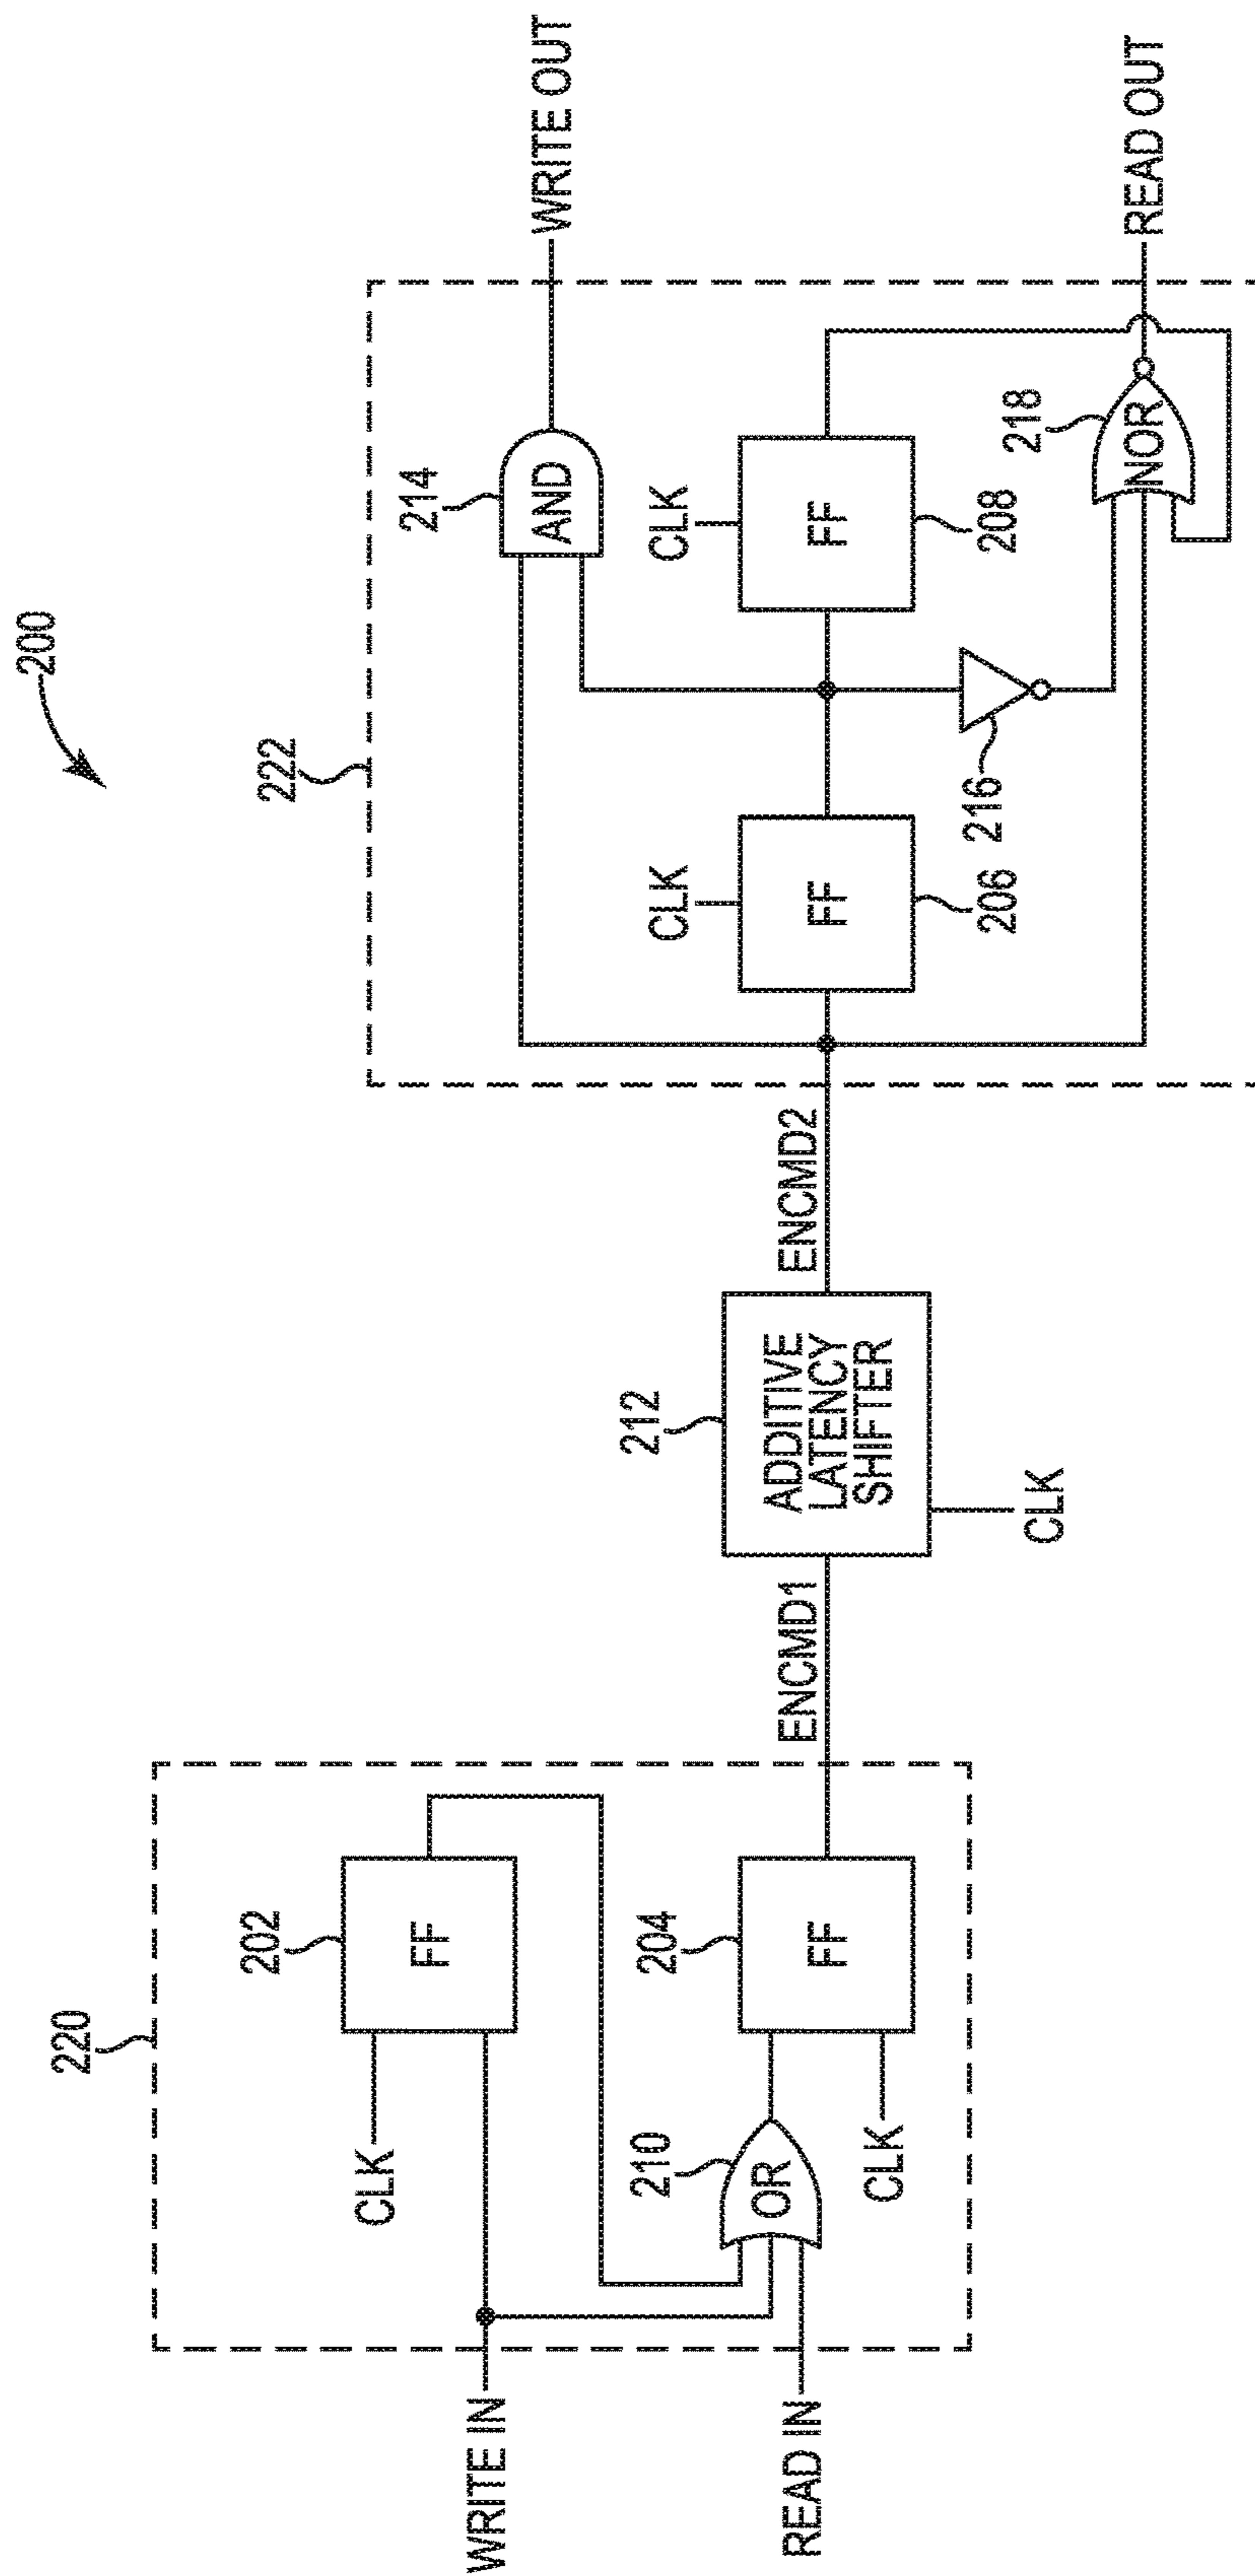 200
220
WRITE IN
CLK
202
FF
READ IN
210
OR
204
FF
CLK
ENCMD1
212
ADDITIVE
LATENCY
SHIFTER
CLK
ENCMD2
222
CLK
FF
206
216
214
AND
CLK
FF
208
218
NOR
WRITE OUT
READ OUT